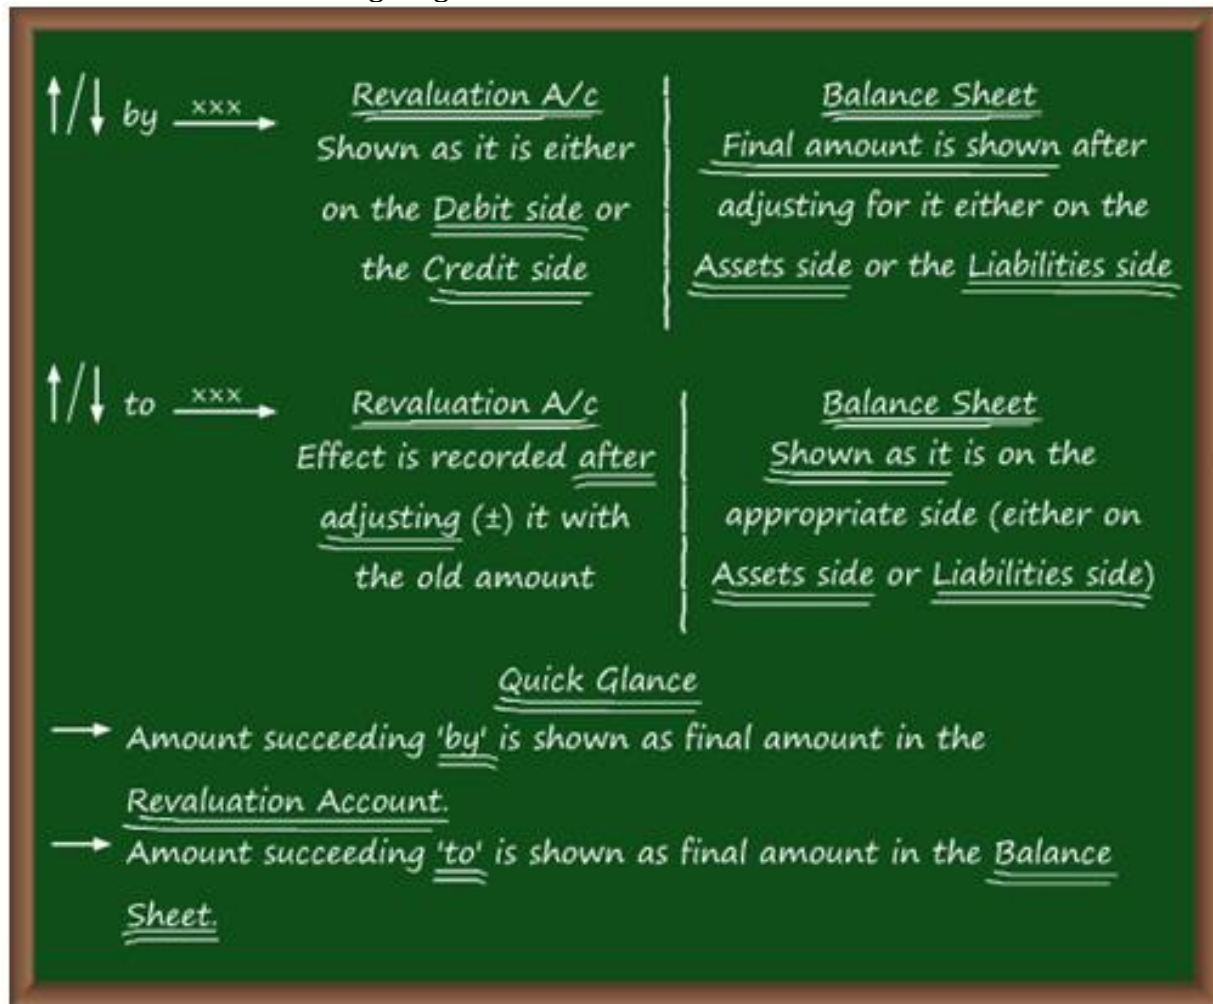 ↑/↓ by xxx →
Revaluation A/c
Shown as it is either
on the Debit side or
the Credit side
Balance Sheet
Final amount is shown after
adjusting for it either on the
Assets side or the Liabilities side
↑/↓ to xxx →
Revaluation A/c
Effect is recorded after
adjusting (±) it with
the old amount
Balance Sheet
Shown as it is on the
appropriate side (either on
Assets side or Liabilities side)
Quick Glance
→ Amount succeeding 'by' is shown as final amount in the
Revaluation Account.
→ Amount succeeding 'to' is shown as final amount in the Balance
Sheet.